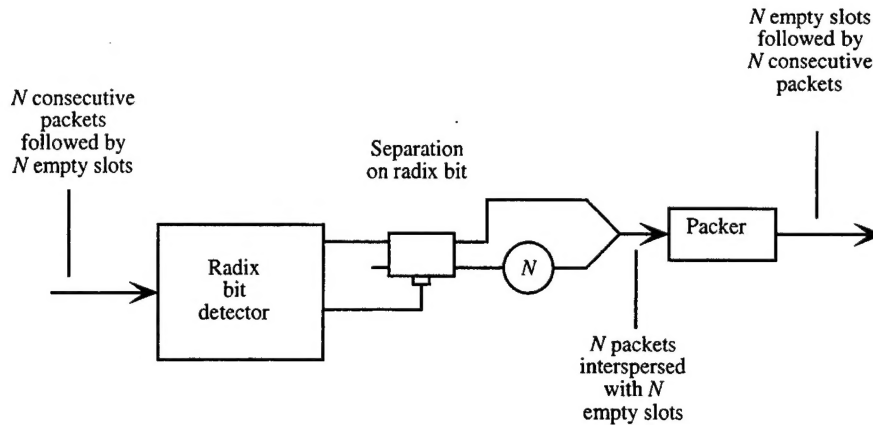 N empty slots
followed by
N consecutive
packets
N consecutive
packets
followed by
N empty slots
Separation
on radix bit
Radix
bit
detector
N
Packer
N packets
interspersed
with N
empty slots